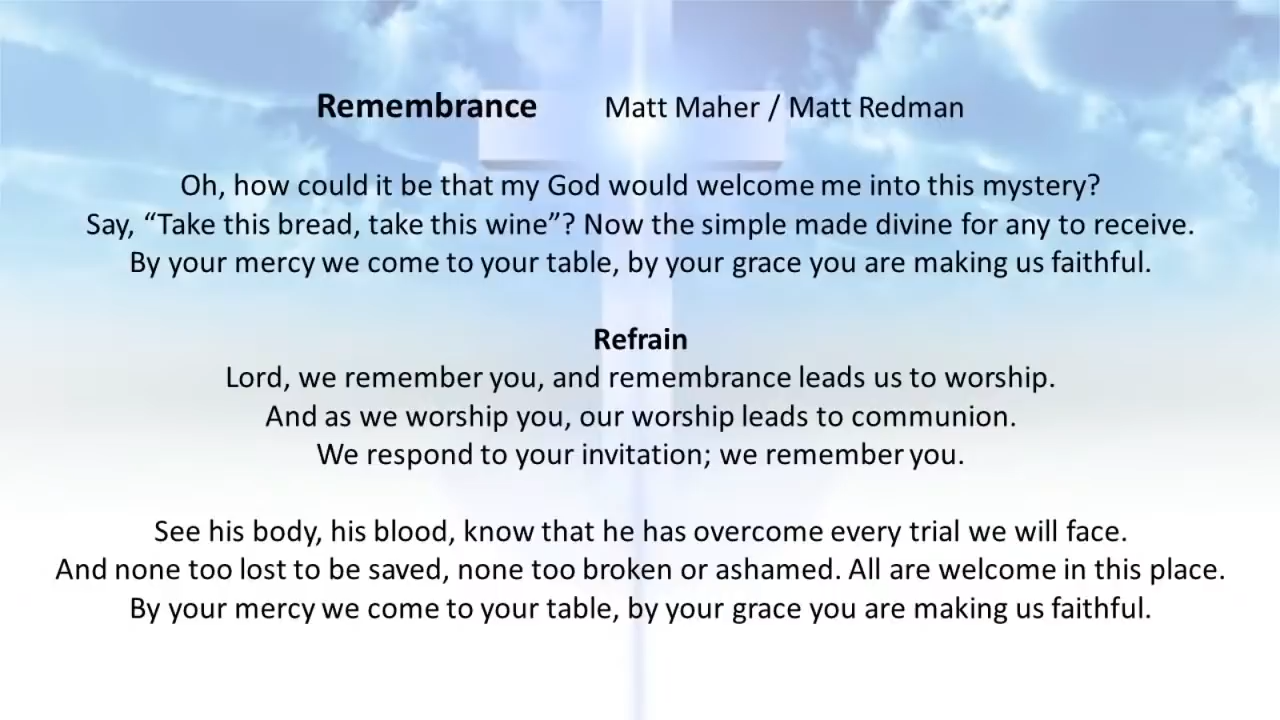 Remembrance Matt Maher / Matt Redman
Oh, how could it be that my God would welcome me into this mystery?
Say, “Take this bread, take this wine”? Now the simple made divine for any to receive.
By your mercy we come to your table, by your grace you are making us faithful.
Refrain
Lord, we remember you, and remembrance leads us to worship.
And as we worship you, our worship leads to communion.
We respond to your invitation; we remember you.
See his body, his blood, know that he has overcome every trial we will face.
And none too lost to be saved, none too broken or ashamed. All are welcome in this place.
By your mercy we come to your table, by your grace you are making us faithful.